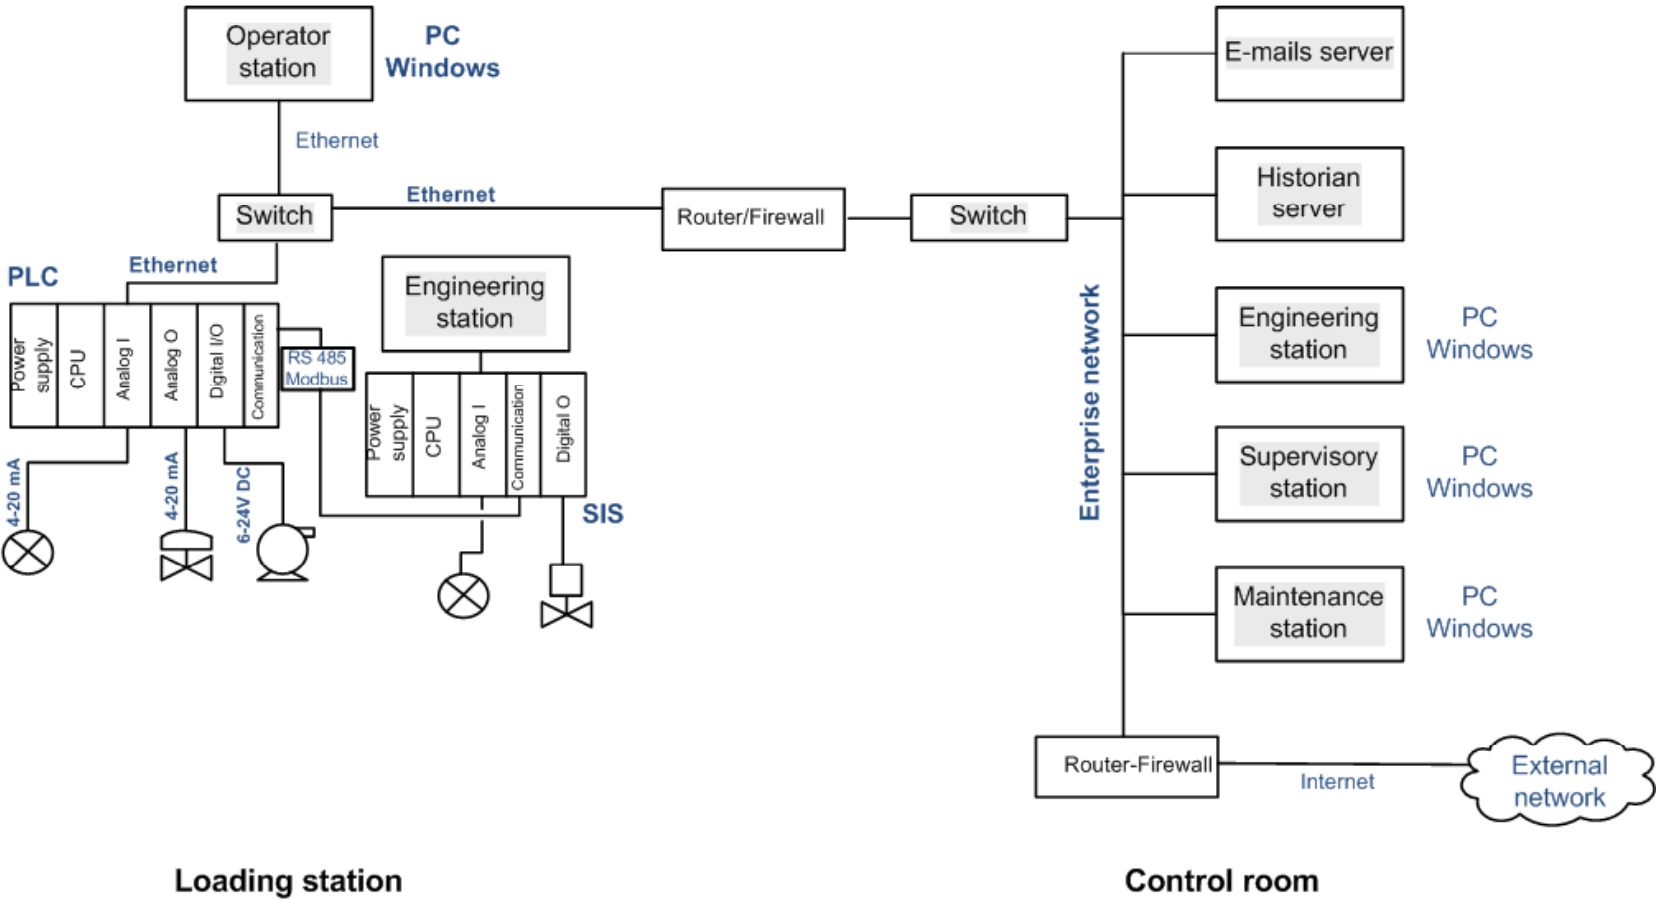 Operator
station
PC
Windows
Ethernet
Switch
Ethernet
Router/Firewall
Switch
Ethernet
PLC
Power
supply
CPU
Analog I
Analog O
Digital I/O
Communication
RS 485
Modbus
4-20 mA
4-20 mA
6-24V DC
Engineering
station
Power
supply
CPU
Analog I
Communication
Digital O
SIS
Enterprise network
E-mails server
Historian
server
Engineering
station
PC
Windows
Supervisory
station
PC
Windows
Maintenance
station
PC
Windows
Router-Firewall
Internet
External
network
Loading station
Control room